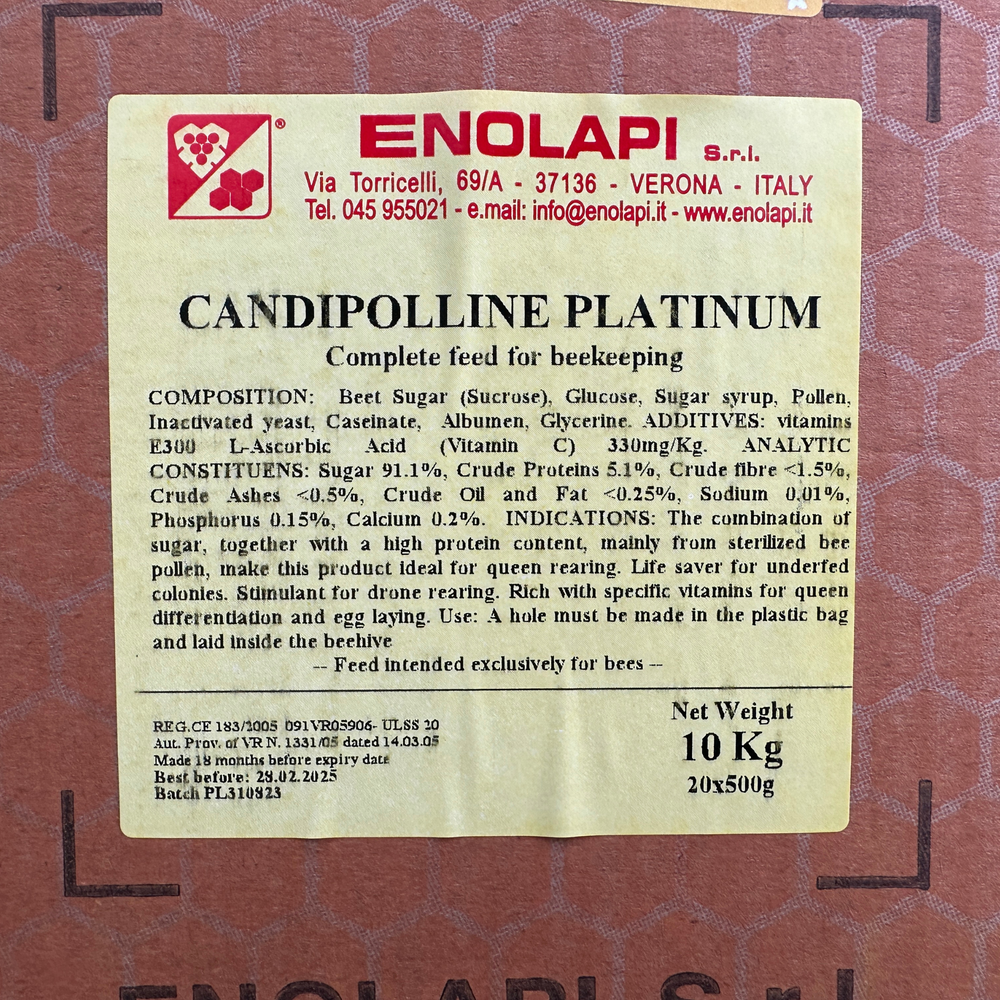 ®
ENOLAPI s.r.l.
Via Torricelli, 69/A - 37136 - VERONA - ITALY
Tel. 045 955021 - e.mail: info@enolapi.it - www.enolapi.it
CANDIPOLLINE PLATINUM
Complete feed for beekeeping
COMPOSITION: Beet Sugar (Sucrose), Glucose, Sugar syrup, Pollen,
Inactivated yeast, Caseinate, Albumen, Glycerine. ADDITIVES: vitamins
E300 L-Ascorbic Acid (Vitamin C) 330mg/Kg. ANALYTIC
CONSTITUENS: Sugar 91.1%, Crude Proteins 5.1%, Crude fibre <1.5%,
Crude Ashes <0.5%, Crude Oil and Fat <0.25%, Sodium 0.01%,
Phosphorus 0.15%, Calcium 0.2%. INDICATIONS: The combination of
sugar, together with a high protein content, mainly from sterilized bee
pollen, make this product ideal for queen rearing. Life saver for underfed
colonies. Stimulant for drone rearing. Rich with specific vitamins for queen
differentiation and egg laying. Use: A hole must be made in the plastic bag
and laid inside the beehive
-- Feed intended exclusively for bees --
REG.CE 183/2005 091VR05906- ULSS 20
Aut. Prov. of VR N. 1331/05 dated 14.03.05
Made 18 months before expiry date
Best before: 28.02.2025
Batch PL310823
Net Weight
10 Kg
20x500g
ENOLAPI S.r.l